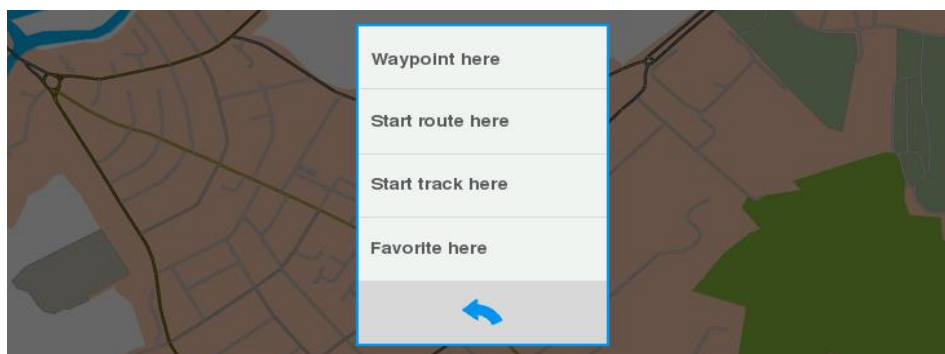 Waypoint here
Start route here
Start track here
Favorite here